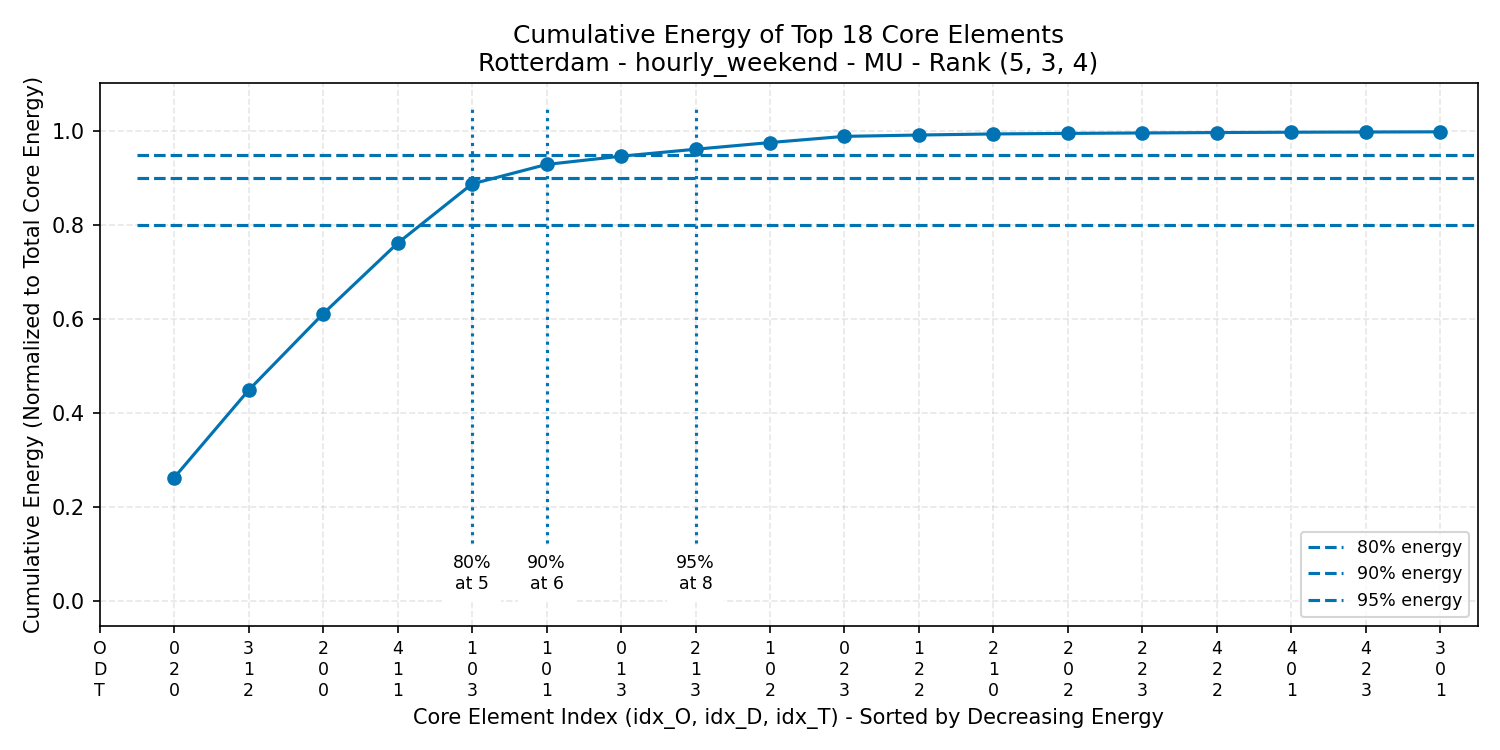 Cumulative Energy of Top 18 Core Elements
Rotterdam - hourly_weekend - MU - Rank (5, 3, 4)
Cumulative Energy (Normalized to Total Core Energy)
1.0
0.8
0.6
0.4
0.2
0.0
80% at 5
90% at 6
95% at 8
80% energy
90% energy
95% energy
O 0 3 2 4 1 1 0 2 1 0 1 2 2 2 4 4 4 3
D 2 1 0 1 0 0 1 1 0 2 2 1 0 2 2 0 2 0
T 0 2 0 1 3 1 3 3 2 3 2 0 2 3 2 1 3 1
Core Element Index (idx_O, idx_D, idx_T) - Sorted by Decreasing Energy